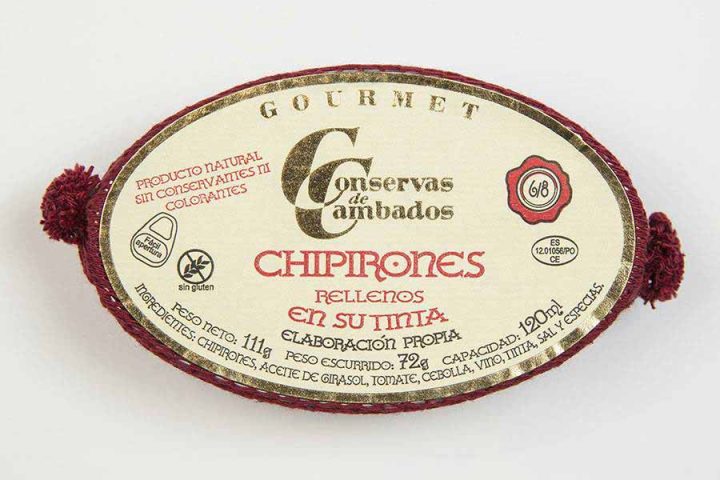 GOURMET
Conservas
de
Cambados
PRODUCTO NATURAL
SIN CONSERVANTES NI
COLORANTES
6/8
Fácil
apertura
sin gluten
ES
12.01056/PO
CE
CHIPIRONES
RELLENOS
EN SU TINTA
ELABORACIÓN PROPIA
PESO NETO: 111g PESO ESCURRIDO: 72g CAPACIDAD: 120ml
INGREDIENTES: CHIPIRONES, ACEITE DE GIRASOL, TOMATE, CEBOLLA, VINO, TINTA, SAL Y ESPECIAS.